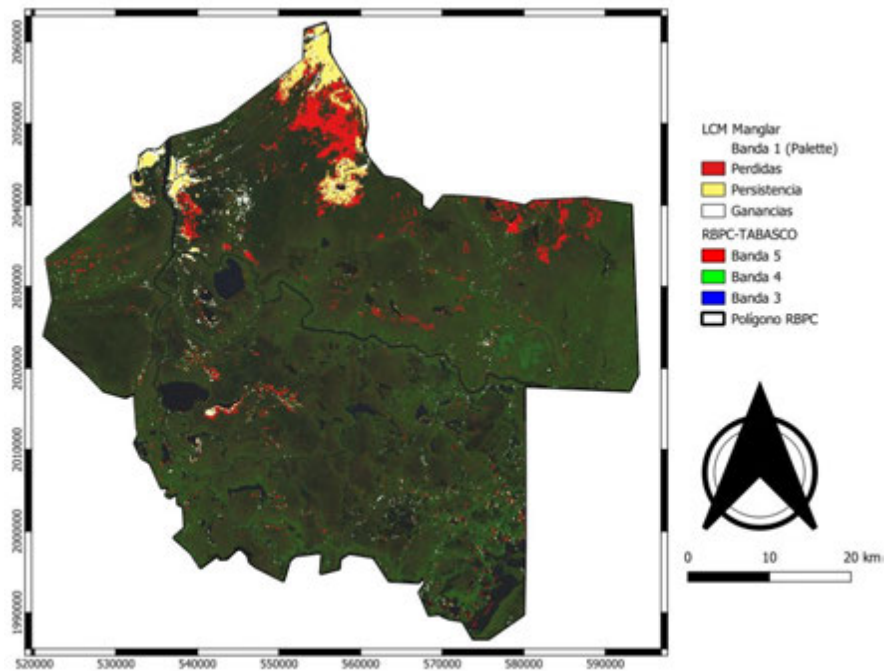 2060000
2050000
2040000
2030000
2020000
2010000
2000000
1990000
520000 530000 540000 550000 560000 570000 580000 590000
LCM Manglar
Banda 1 (Palette)
Perdidas
Persistencia
Ganancias
RBPC-TABASCO
Banda 5
Banda 4
Banda 3
Polígono RBPC
0 10 20 km